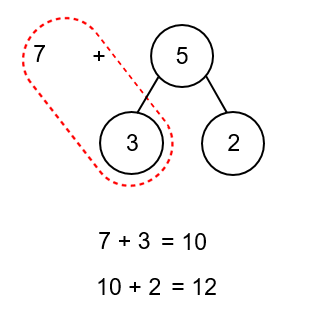 7 + 5
3 2
7 + 3 = 10
10 + 2 = 12